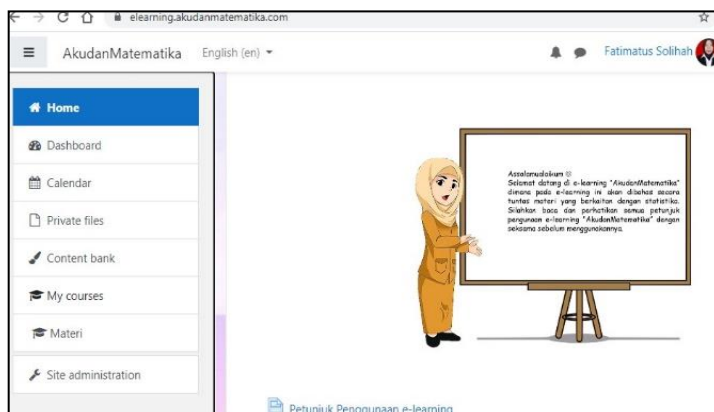 elearning.akudanmatematika.com
AkudanMatematika English (en) Fatimatus Solihah
Home
Dashboard
Calendar
Private files
Content bank
My courses
Materi
Site administration
Assalamualaikum
Selamat datang di e-learning "AkudanMatematika"
dimana pada e-learning ini akan dibahas secara
tuntas materi yang berkaitan dengan statistika.
Silahkan baca dan perhatikan semua petunjuk
pengunaan e-learning "AkudanMatematika" dengan
seksama sebelum menggunakannya.
Petunjuk Penggunaan e-learning